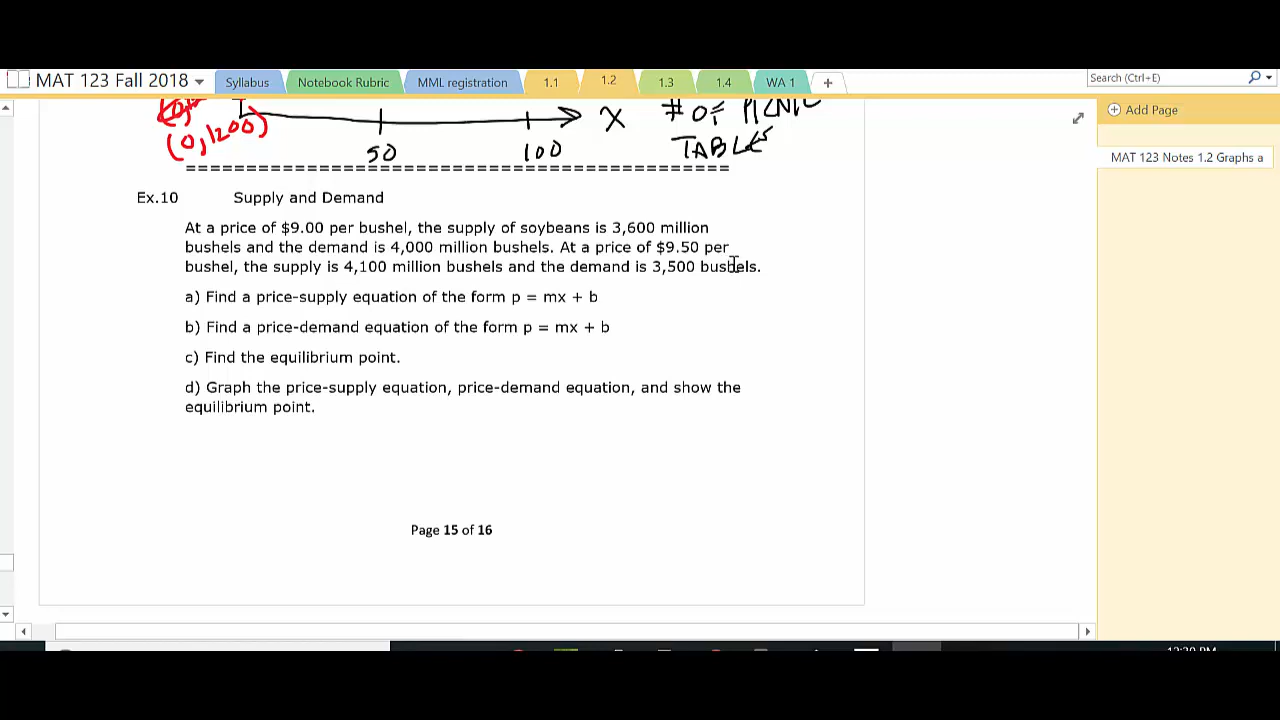 MAT 123 Fall 2018 Syllabus Notebook Rubric MML registration 1.1 1.2 1.3 1.4 WA 1 + Search (Ctrl+E)
Add Page
MAT 123 Notes 1.2 Graphs a
(0,1200) X # OF PICNIC
50 100 TABLES
================================================
Ex.10 Supply and Demand
At a price of $9.00 per bushel, the supply of soybeans is 3,600 million
bushels and the demand is 4,000 million bushels. At a price of $9.50 per
bushel, the supply is 4,100 million bushels and the demand is 3,500 bushels.
a) Find a price-supply equation of the form p = mx + b
b) Find a price-demand equation of the form p = mx + b
c) Find the equilibrium point.
d) Graph the price-supply equation, price-demand equation, and show the
equilibrium point.
Page 15 of 16